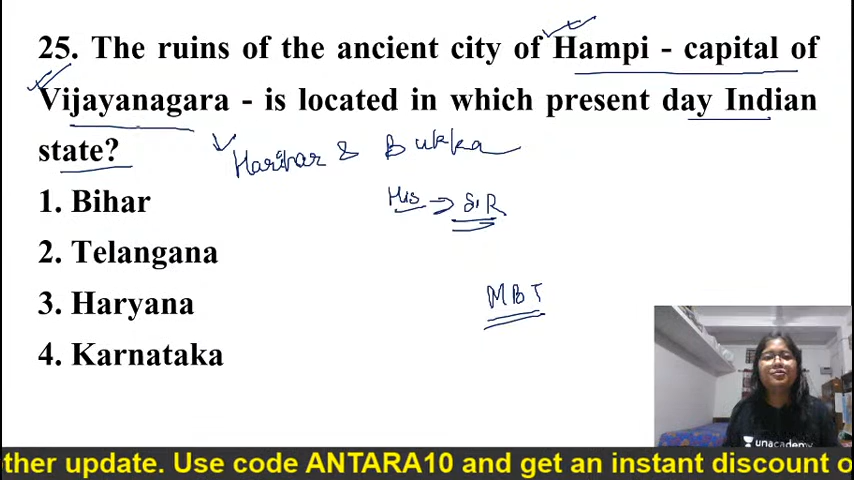 25. The ruins of the ancient city of Hampi - capital of
Vijayanagara - is located in which present day Indian
state?
Harihar & Bukka
1. Bihar
His → S.R
2. Telangana
3. Haryana
MBT
4. Karnataka
unacademy
ther update. Use code ANTARA10 and get an instant discount o